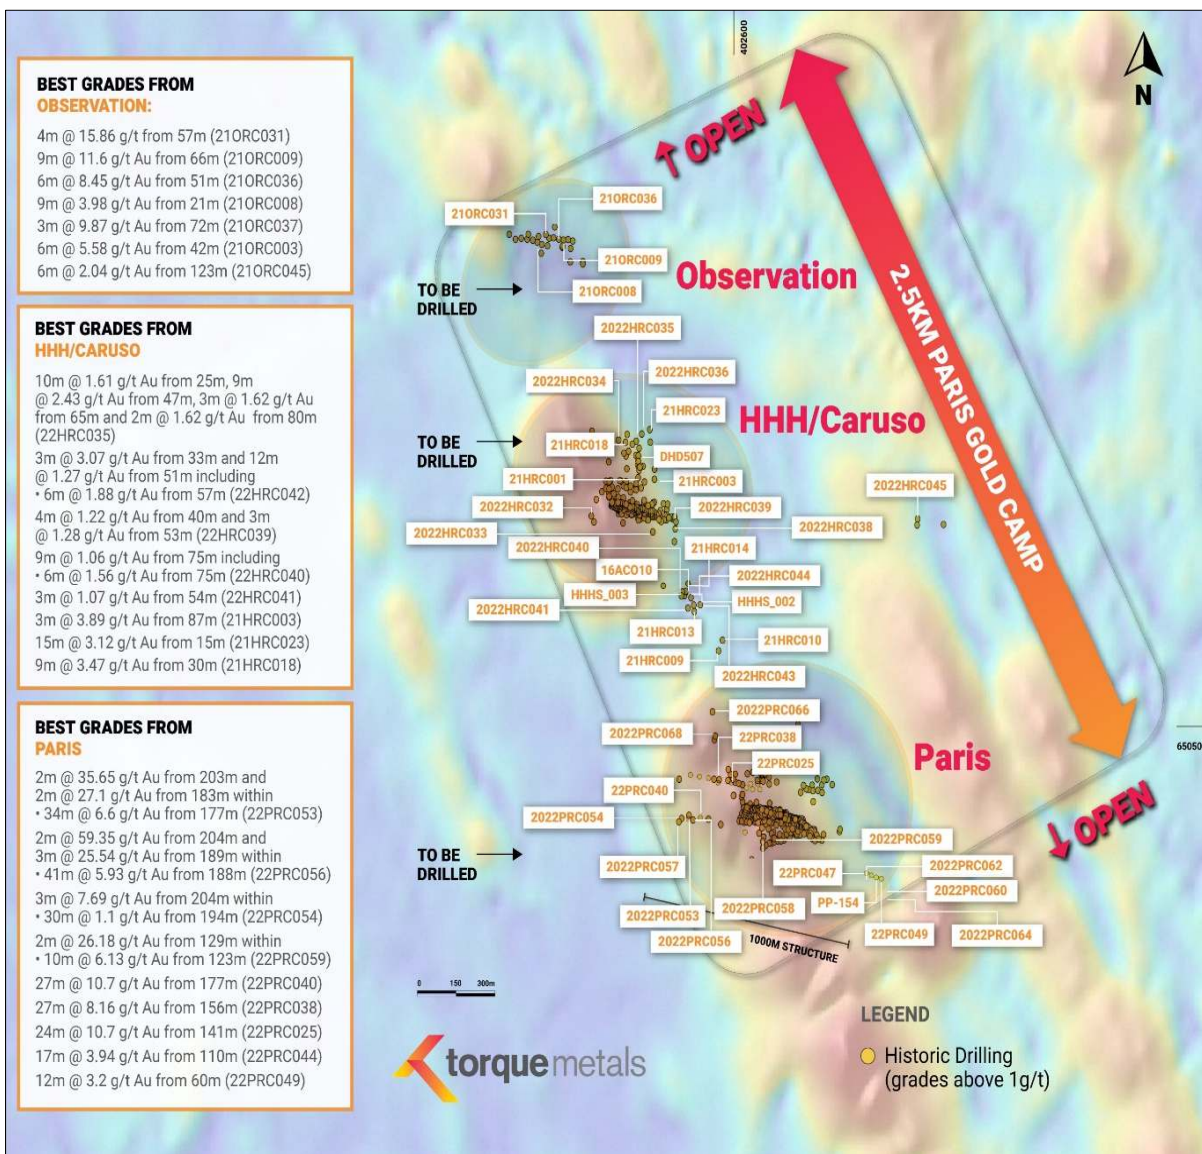 BEST GRADES FROM
OBSERVATION:
4m @ 15.86 g/t from 57m (21ORC031)
9m @ 11.6 g/t Au from 66m (21ORC009)
6m @ 8.45 g/t Au from 51m (21ORC036)
9m @ 3.98 g/t Au from 21m (21ORC008)
3m @ 9.87 g/t Au from 72m (21ORC037)
6m @ 5.58 g/t Au from 42m (21ORC003)
6m @ 2.04 g/t Au from 123m (21ORC045)
BEST GRADES FROM
HHH/CARUSO
10m @ 1.61 g/t Au from 25m, 9m
@ 2.43 g/t Au from 47m, 3m @ 1.62 g/t Au
from 65m and 2m @ 1.62 g/t Au from 80m
(22HRC035)
3m @ 3.07 g/t Au from 33m and 12m
@ 1.27 g/t Au from 51m including
• 6m @ 1.88 g/t Au from 57m (22HRC042)
4m @ 1.22 g/t Au from 40m and 3m
@ 1.28 g/t Au from 53m (22HRC039)
9m @ 1.06 g/t Au from 75m including
• 6m @ 1.56 g/t Au from 75m (22HRC040)
3m @ 1.07 g/t Au from 54m (22HRC041)
3m @ 3.89 g/t Au from 87m (21HRC003)
15m @ 3.12 g/t Au from 15m (21HRC023)
9m @ 3.47 g/t Au from 30m (21HRC018)
BEST GRADES FROM
PARIS
2m @ 35.65 g/t Au from 203m and
2m @ 27.1 g/t Au from 183m within
• 34m @ 6.6 g/t Au from 177m (22PRC053)
2m @ 59.35 g/t Au from 204m and
3m @ 25.54 g/t Au from 189m within
• 41m @ 5.93 g/t Au from 188m (22PRC056)
3m @ 7.69 g/t Au from 204m within
• 30m @ 1.1 g/t Au from 194m (22PRC054)
2m @ 26.18 g/t Au from 129m within
• 10m @ 6.13 g/t Au from 123m (22PRC059)
27m @ 10.7 g/t Au from 177m (22PRC040)
27m @ 8.16 g/t Au from 156m (22PRC038)
24m @ 10.7 g/t Au from 141m (22PRC025)
17m @ 3.94 g/t Au from 110m (22PRC044)
12m @ 3.2 g/t Au from 60m (22PRC049)
402600
N
OPEN
2.5KM PARIS GOLD CAMP
21ORC036
21ORC031
21ORC009
Observation
TO BE
DRILLED
21ORC008
2022HRC035
2022HRC036
2022HRC034
21HRC023
HHH/Caruso
TO BE
DRILLED
21HRC018
DHD507
21HRC001
21HRC003
2022HRC045
2022HRC032
2022HRC039
2022HRC033
2022HRC038
2022HRC040
21HRC014
16ACO10
2022HRC044
HHHS_003
HHHS_002
2022HRC041
21HRC013
21HRC010
21HRC009
2022HRC043
2022PRC066
2022PRC068
22PRC038
65050
Paris
22PRC025
22PRC040
OPEN
2022PRC054
2022PRC059
TO BE
DRILLED
2022PRC057
22PRC047
2022PRC062
2022PRC060
PP-154
2022PRC053
2022PRC058
22PRC049
2022PRC064
2022PRC056
1000M STRUCTURE
0 150 300m
LEGEND
Historic Drilling
(grades above 1g/t)
torquemetals